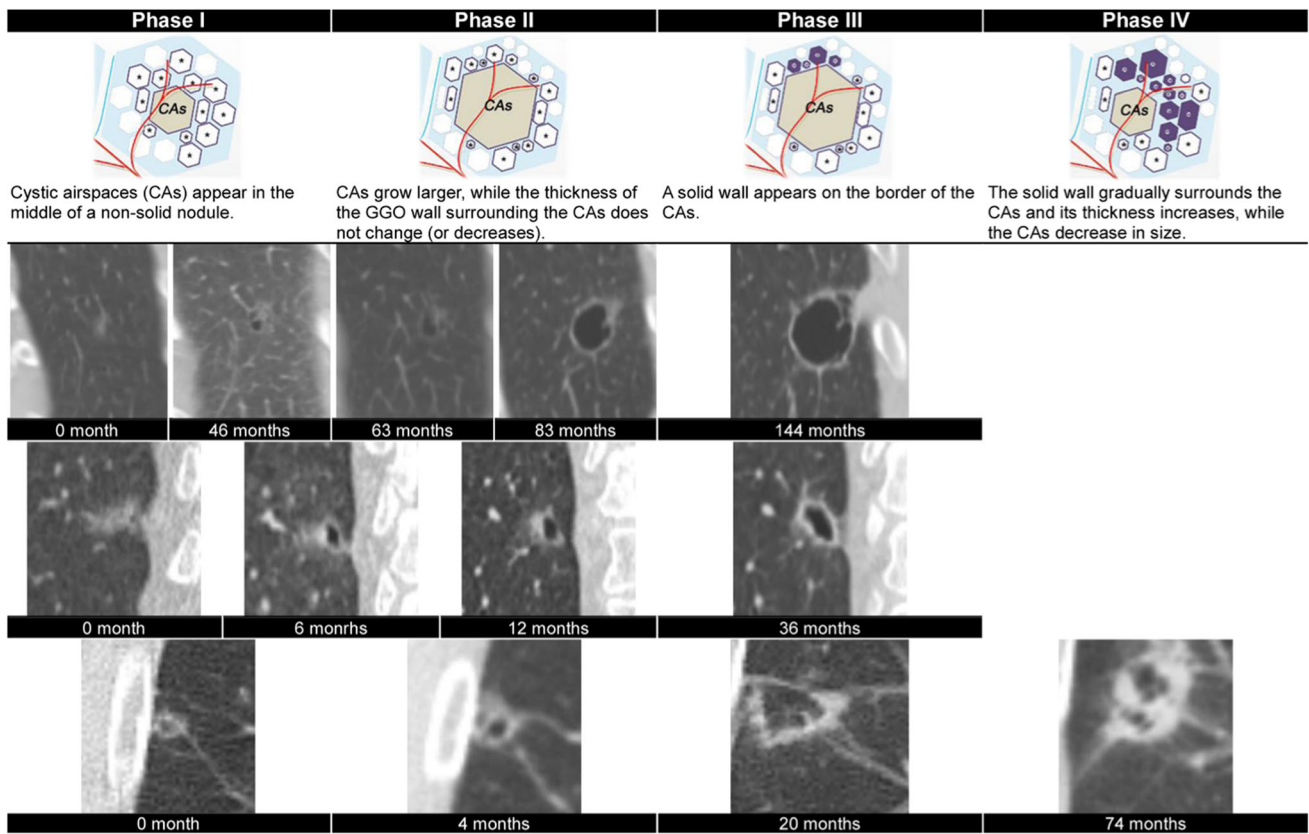 Phase I
Phase II
Phase III
Phase IV
CAs
CAs
CAs
CAs
Cystic airspaces (CAs) appear in the
middle of a non-solid nodule.
CAs grow larger, while the thickness of
the GGO wall surrounding the CAs does
not change (or decreases).
A solid wall appears on the border of the
CAs.
The solid wall gradually surrounds the
CAs and its thickness increases, while
the CAs decrease in size.
0 month
46 months
63 months
83 months
144 months
0 month
6 monrhs
12 months
36 months
0 month
4 months
20 months
74 months